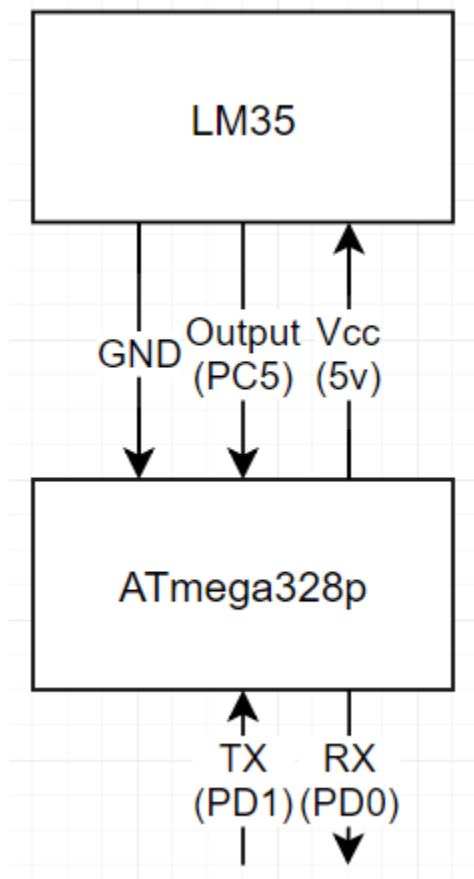 LM35
GND
Output
(PC5)
Vcc
(5v)
ATmega328p
TX
(PD1)
RX
(PD0)